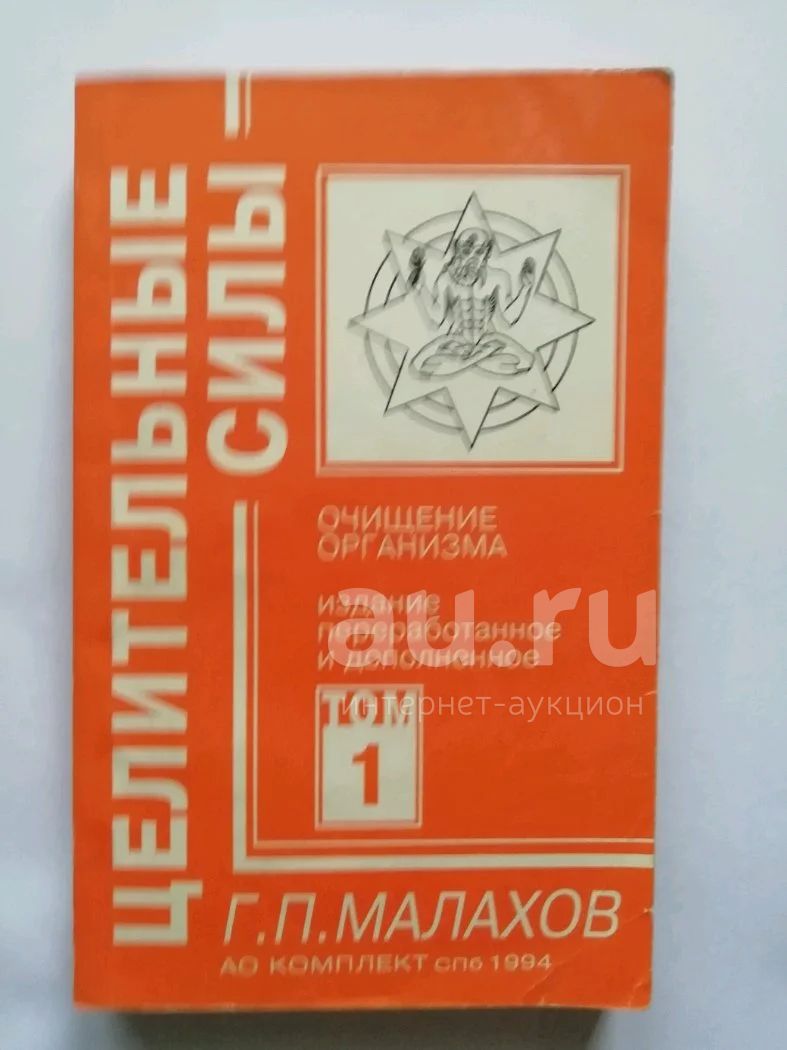 ЦЕЛИТЕЛЬНЫЕ
СИЛЫ
ОЧИЩЕНИЕ
ОРГАНИЗМА
издание
переработанное
и дополненное
ТОМ
1
Г.П.МАЛАХОВ
АО КОМПЛЕКТ спб 1994
au.ru
интернет-аукцион